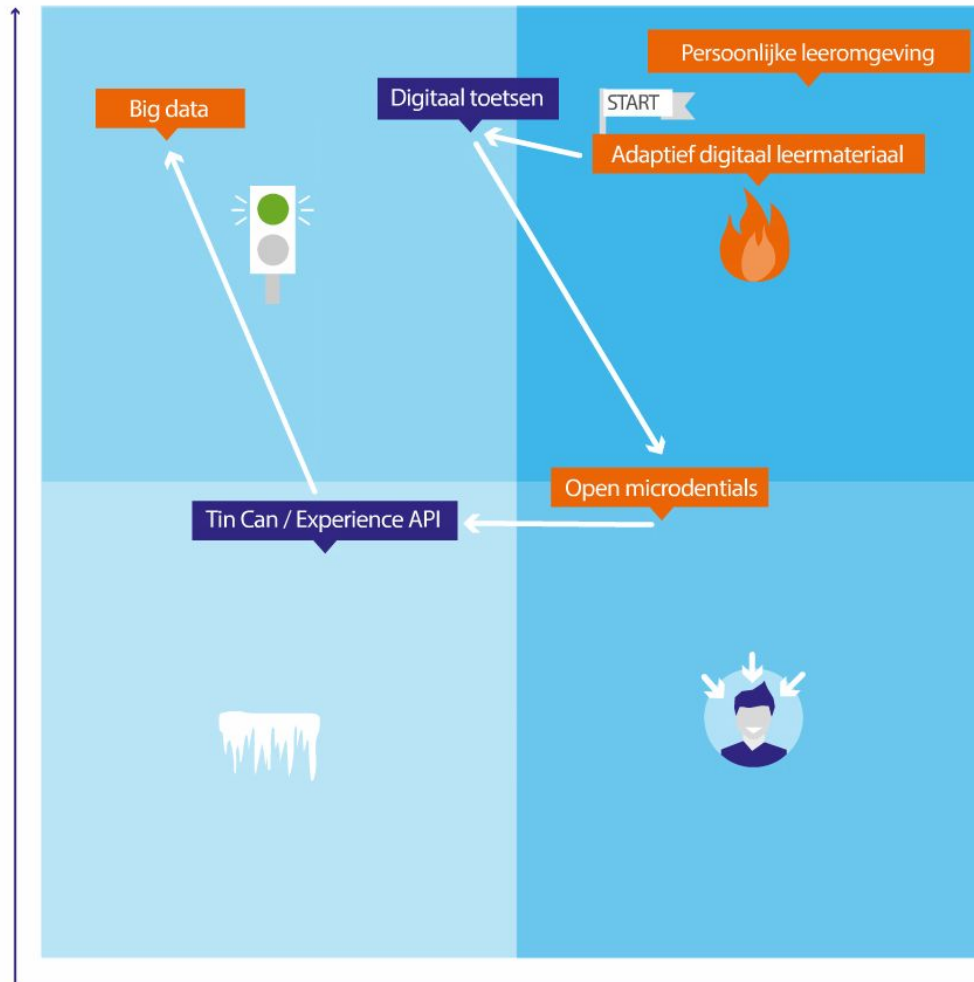 Persoonlijke leeromgeving
Big data
Digitaal toetsen
START
Adaptief digitaal leermateriaal
Open microdentials
Tin Can / Experience API